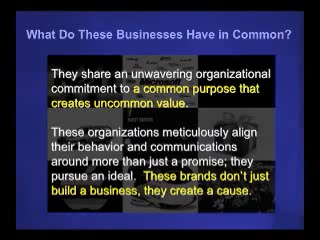 What Do These Businesses Have in Common?
They share an unwavering organizational
commitment to a common purpose that
creates uncommon value.
These organizations meticulously align
their behavior and communications
around more than just a promise; they
pursue an ideal.  These brands don't just
build a business, they create a cause.